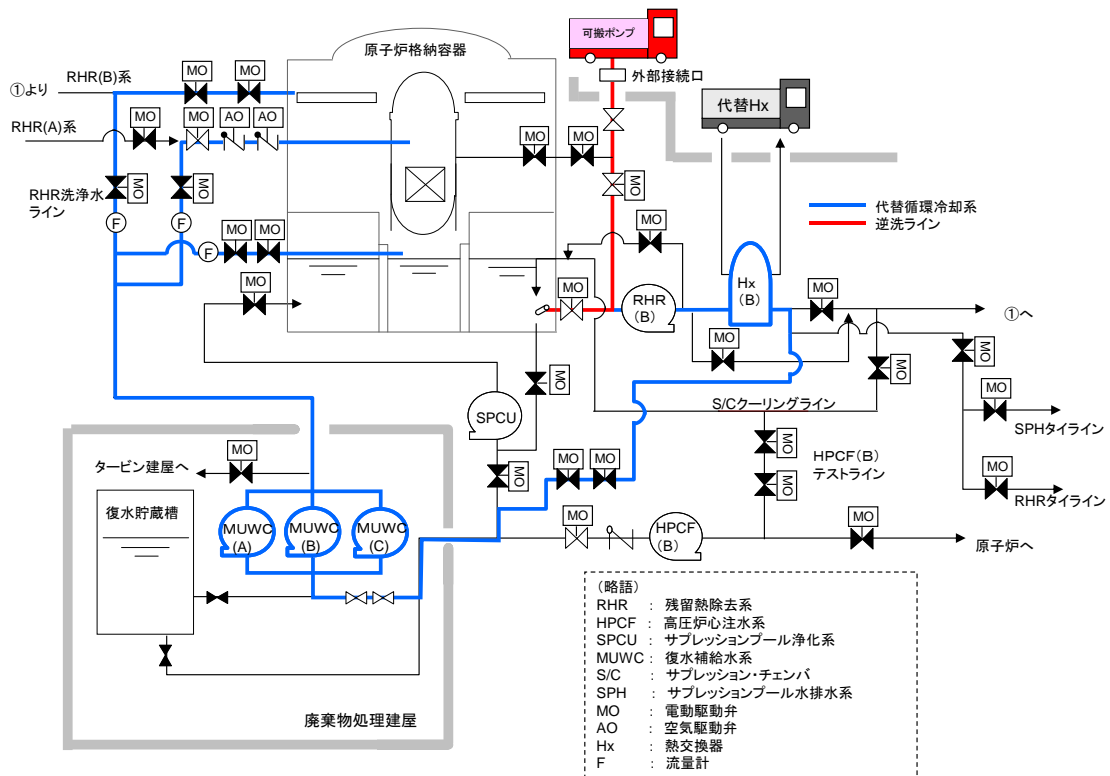 可搬ポンプ
原子炉格納容器
外部接続口
RHR(B)系
MO
MO
①より
代替Hx
RHR(A)系
MO
MO
AO
AO
MO
MO
MO
RHR洗浄水
ライン
MO
MO
代替循環冷却系
逆洗ライン
F
F
F
MO
MO
MO
MO
MO
RHR
(B)
Hx
(B)
MO
①へ
MO
MO
MO
MO
S/Cクーリングライン
MO
SPHタイライン
SPCU
MO
HPCF(B)
テストライン
MO
タービン建屋へ
MO
MO
MO
MO
MO
RHRタイライン
復水貯蔵槽
MUWC
(A)
MUWC
(B)
MUWC
(C)
MO
HPCF
(B)
MO
原子炉へ
(略語)
RHR : 残留熱除去系
HPCF : 高圧炉心注水系
SPCU : サプレッションプール浄化系
MUWC : 復水補給水系
S/C : サプレッション・チェンバ
SPH : サプレッションプール水排水系
MO : 電動駆動弁
AO : 空気駆動弁
Hx : 熱交換器
F : 流量計
廃棄物処理建屋